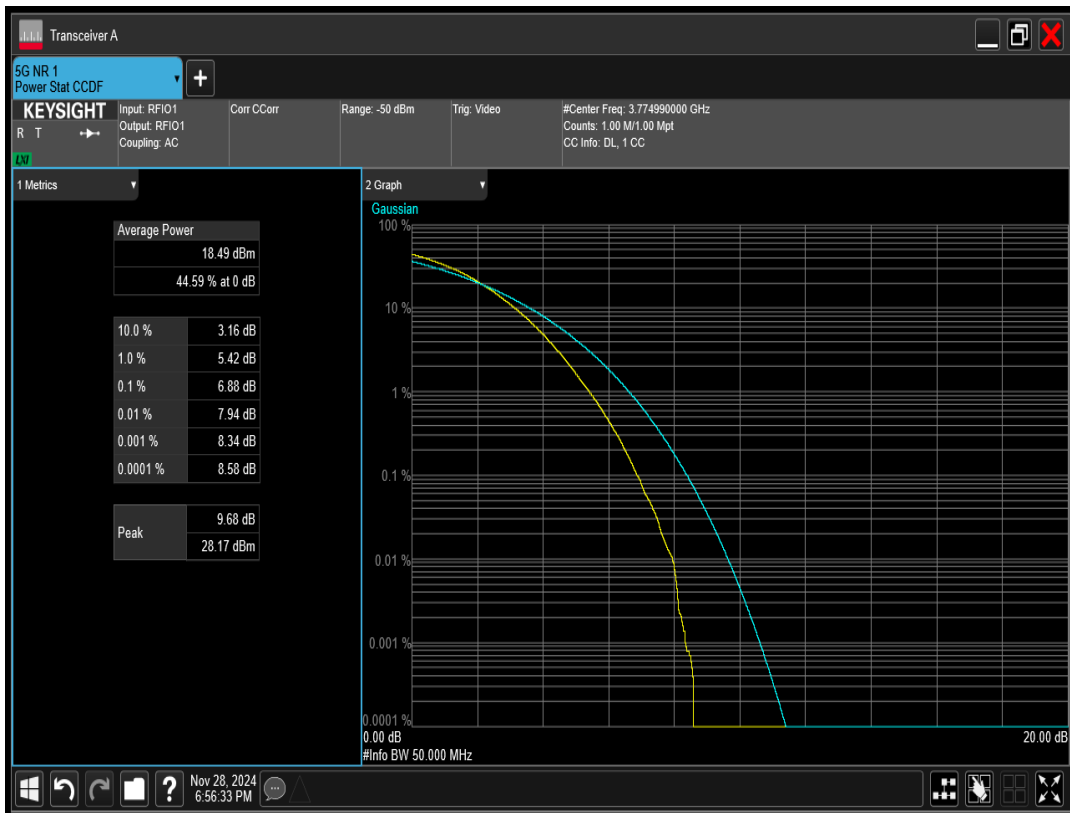 Transceiver A
5G NR 1
Power Stat CCDF
+
KEYSIGHT
R T
LXI
Input: RFIO1
Output: RFIO1
Coupling: AC
Corr CCorr
Range: -50 dBm
Trig: Video
#Center Freq: 3.774990000 GHz
Counts: 1.00 M/1.00 Mpt
CC Info: DL, 1 CC
1 Metrics
Average Power
18.49 dBm
44.59 % at 0 dB
10.0 % 3.16 dB
1.0 % 5.42 dB
0.1 % 6.88 dB
0.01 % 7.94 dB
0.001 % 8.34 dB
0.0001 % 8.58 dB
Peak 9.68 dB
28.17 dBm
2 Graph
Gaussian
100 %
10 %
1 %
0.1 %
0.01 %
0.001 %
0.0001 %
0.00 dB 20.00 dB
#Info BW 50.000 MHz
?
Nov 28, 2024
6:56:33 PM